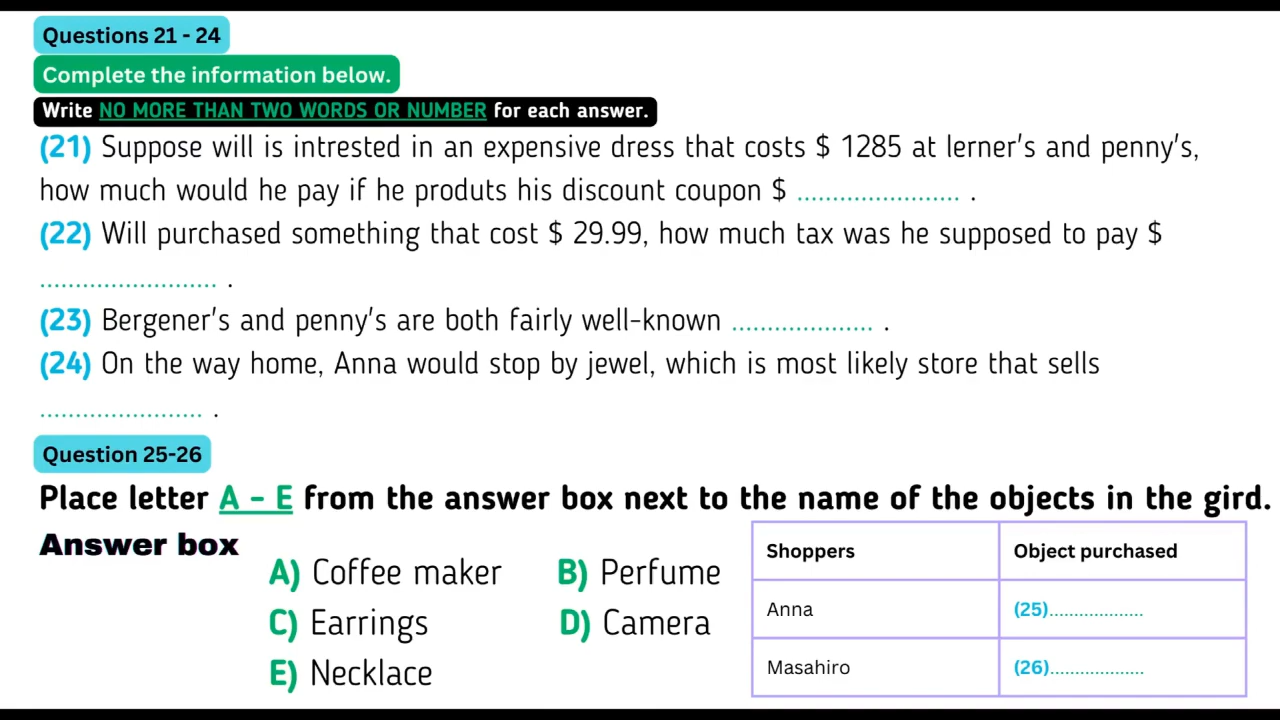 Questions 21 - 24
Complete the information below.
Write NO MORE THAN TWO WORDS OR NUMBER for each answer.
(21) Suppose will is intrested in an expensive dress that costs $ 1285 at lerner's and penny's,
how much would he pay if he produts his discount coupon $ ....................... .
(22) Will purchased something that cost $ 29.99, how much tax was he supposed to pay $
......................... .
(23) Bergener's and penny's are both fairly well-known .................... .
(24) On the way home, Anna would stop by jewel, which is most likely store that sells
....................... .
Question 25-26
Place letter A - E from the answer box next to the name of the objects in the gird.
Answer box
A) Coffee maker B) Perfume
C) Earrings D) Camera
E) Necklace
Shoppers Object purchased
Anna (25)..................
Masahiro (26)..................